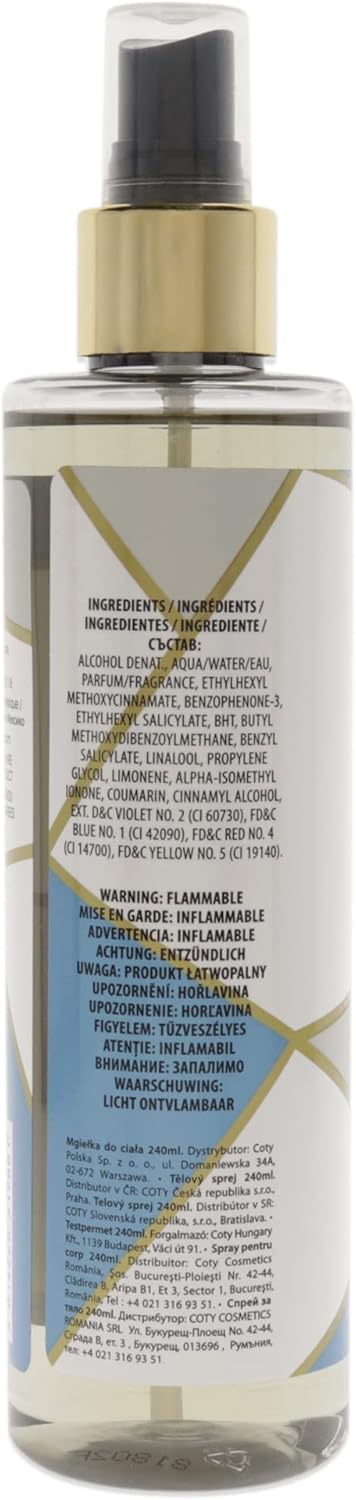 INGREDIENTS / INGRÉDIENTS /
INGREDIENTES / INGREDIENTE /
СЪСТАВ:
ALCOHOL DENAT., AQUA/WATER/EAU,
PARFUM/FRAGRANCE, ETHYLHEXYL
METHOXYCINNAMATE, BENZOPHENONE-3,
ETHYLHEXYL SALICYLATE, BHT, BUTYL
METHOXYDIBENZOYLMETHANE, BENZYL
SALICYLATE, LINALOOL, PROPYLENE
GLYCOL, LIMONENE, ALPHA-ISOMETHYL
IONONE, COUMARIN, CINNAMYL ALCOHOL,
EXT. D&C VIOLET NO. 2 (CI 60730), FD&C
BLUE NO. 1 (CI 42090), FD&C RED NO. 4
(CI 14700), FD&C YELLOW NO. 5 (CI 19140).
WARNING: FLAMMABLE
MISE EN GARDE: INFLAMMABLE
ADVERTENCIA: INFLAMABLE
ACHTUNG: ENTZÜNDLICH
UWAGA: PRODUKT ŁATWOPALNY
UPOZORNĚNÍ: HOŘLAVINA
UPOZORNENIE: HORĽAVINA
FIGYELEM: TŰZVESZÉLYES
ATENȚIE: INFLAMABIL
ВНИМАНИЕ: ЗАПАЛИМО
WAARSCHUWING:
LICHT ONTVLAMBAAR
Mgiełka do ciała 240ml. Dystrybutor: Coty
Polska Sp. z o. o., ul. Domaniewska 34A,
02-672 Warszawa. • Tělový sprej 240ml.
Distributor v ČR: COTY Česká republika s.r.o.,
Praha. Telový sprej 240ml. Distribútor v SR:
COTY Slovenská republika, s.r.o., Bratislava. •
Testpermet 240ml. Forgalmazó: Coty Hungary
Kft., 1139 Budapest, Váci út 91. • Spray pentru
corp 240ml. Distribuitor: Coty Cosmetics
România, Șos. București-Ploiești Nr. 42-44,
Clădirea B, Aripa B1, Et 3, Sector 1, București,
România, Tel : +4 021 316 93 51. • Спрей за
тяло 240ml. Дистрибутор: COTY COSMETICS
ROMANIA SRL Ул. Букурещ-Плоещ No. 42-44,
Сграда B, ет. 3 , Букурещ, 013696 , Румъния,
тел: +4 021 316 93 51.